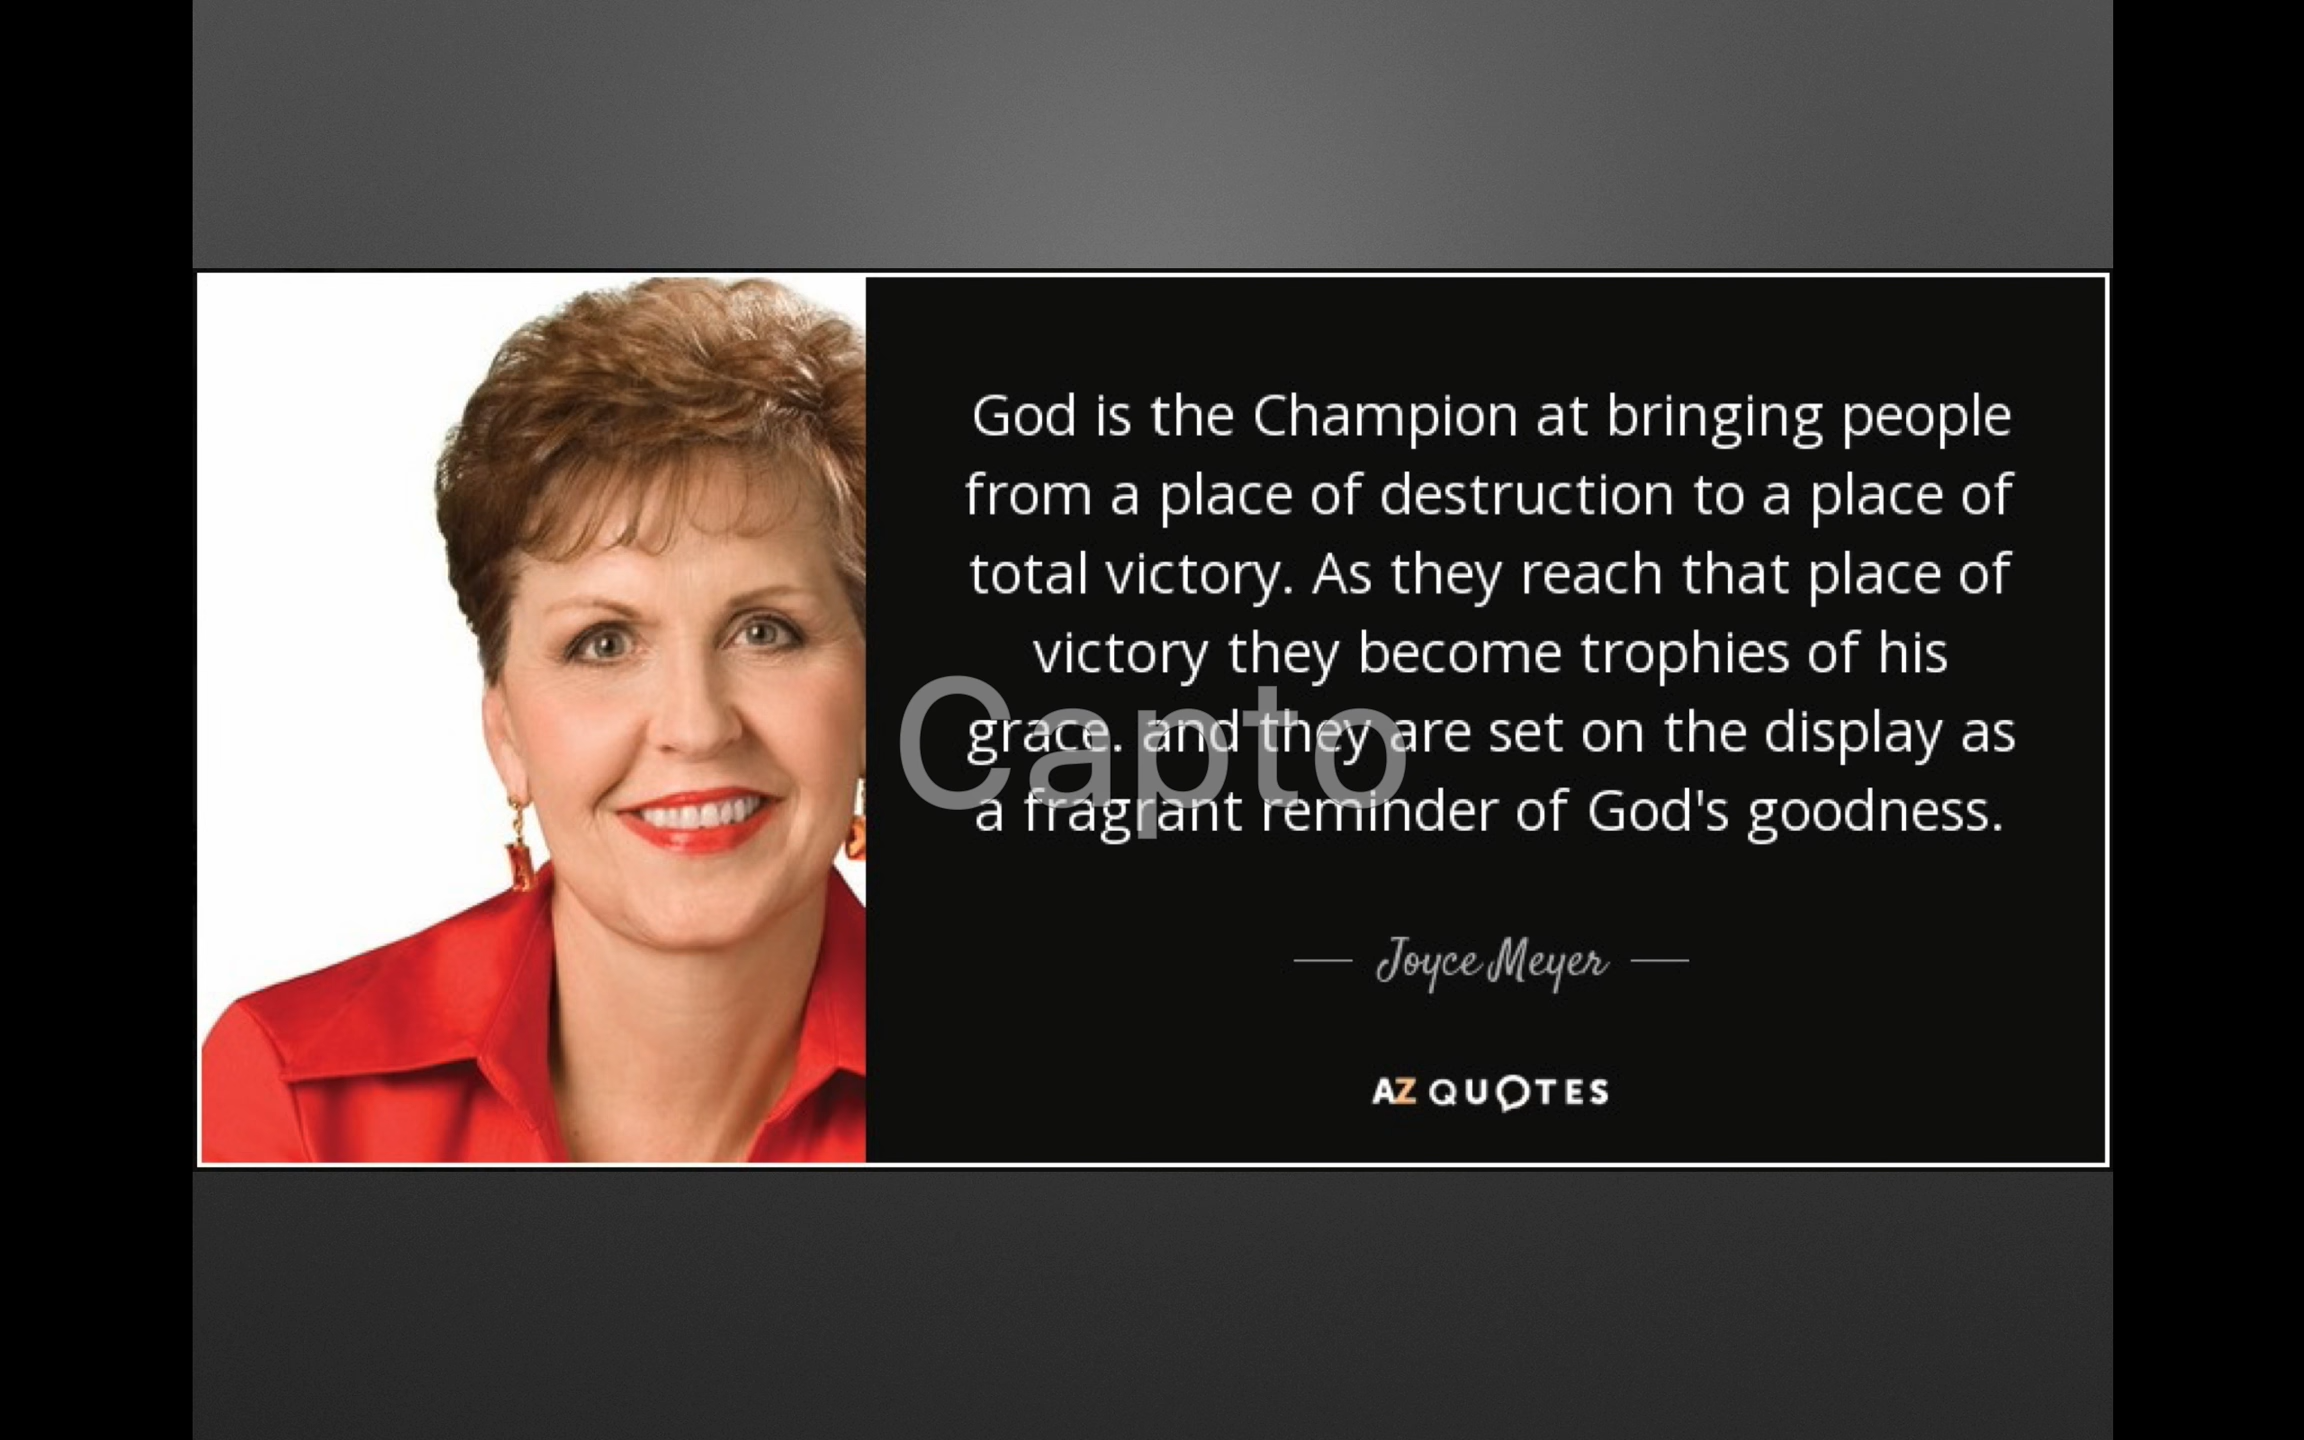 God is the Champion at bringing people
from a place of destruction to a place of
total victory. As they reach that place of
victory they become trophies of his
grace. and they are set on the display as
a fragrant reminder of God's goodness.
Capto
Joyce Meyer
AZ QUOTES